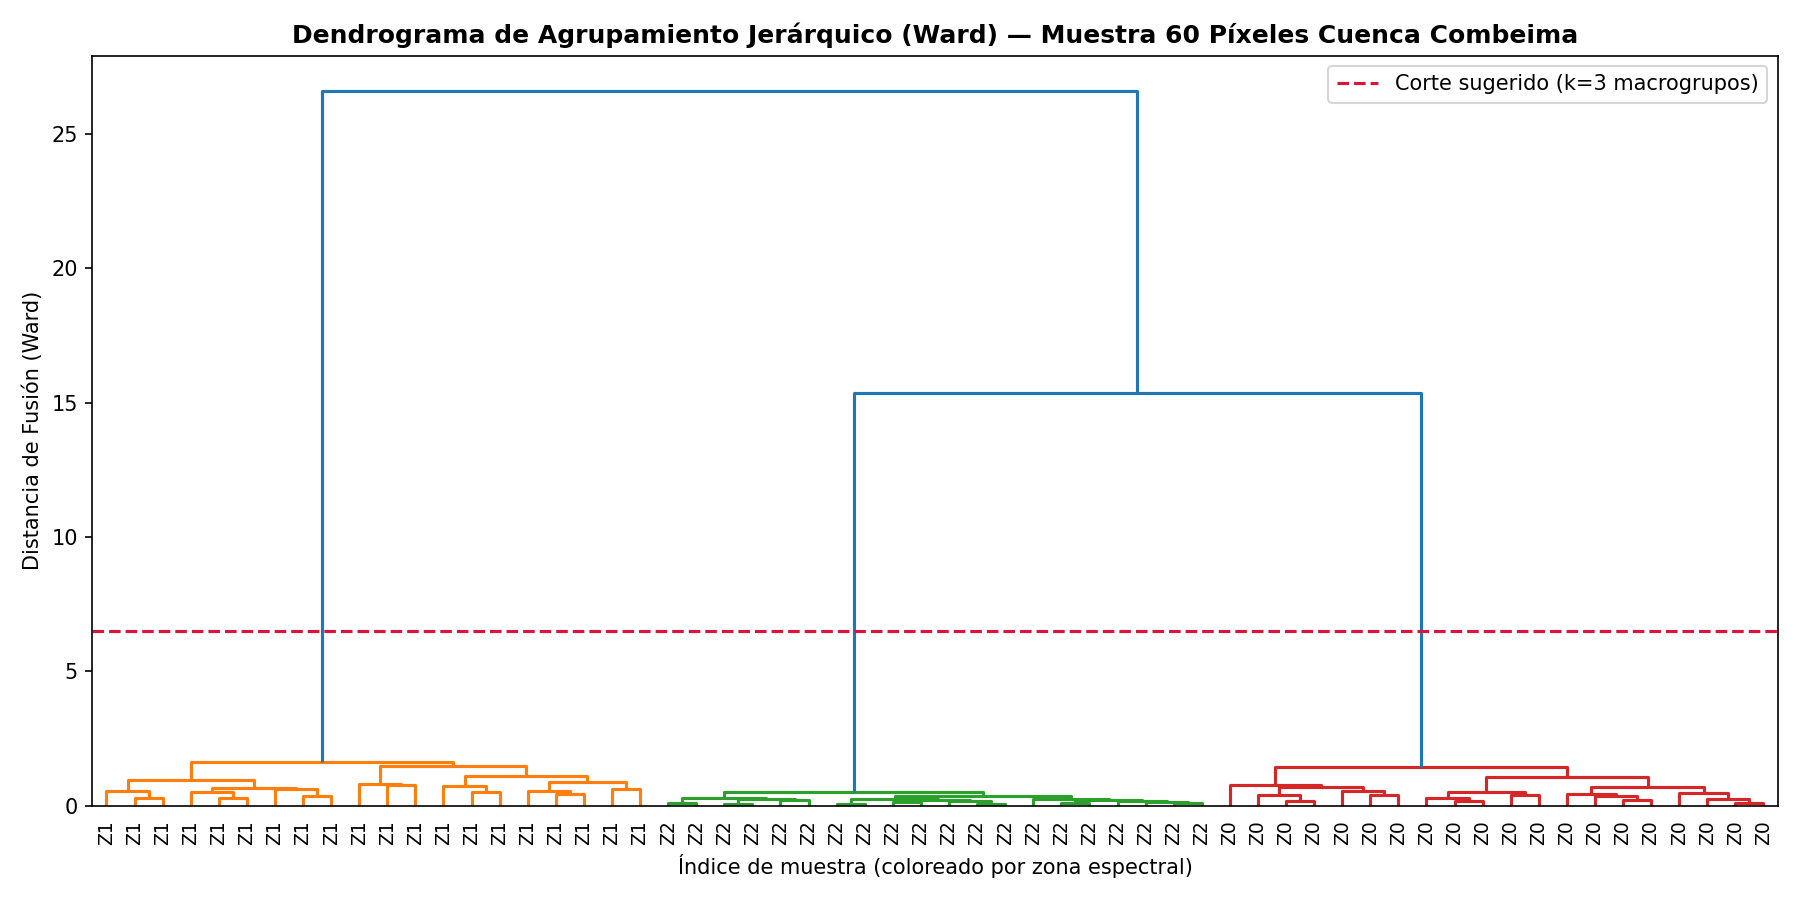 Dendrograma de Agrupamiento Jerárquico (Ward) — Muestra 60 Píxeles Cuenca Combeima
Corte sugerido (k=3 macrogrupos)
Distancia de Fusión (Ward)
25
20
15
10
5
0
Z1 Z1 Z1 Z1 Z1 Z1 Z1 Z1 Z1 Z1 Z1 Z1 Z1 Z1 Z1 Z1 Z1 Z1 Z1 Z1 Z2 Z2 Z2 Z2 Z2 Z2 Z2 Z2 Z2 Z2 Z2 Z2 Z2 Z2 Z2 Z2 Z2 Z2 Z2 Z2 Z0 Z0 Z0 Z0 Z0 Z0 Z0 Z0 Z0 Z0 Z0 Z0 Z0 Z0 Z0 Z0 Z0 Z0 Z0 Z0
Índice de muestra (coloreado por zona espectral)